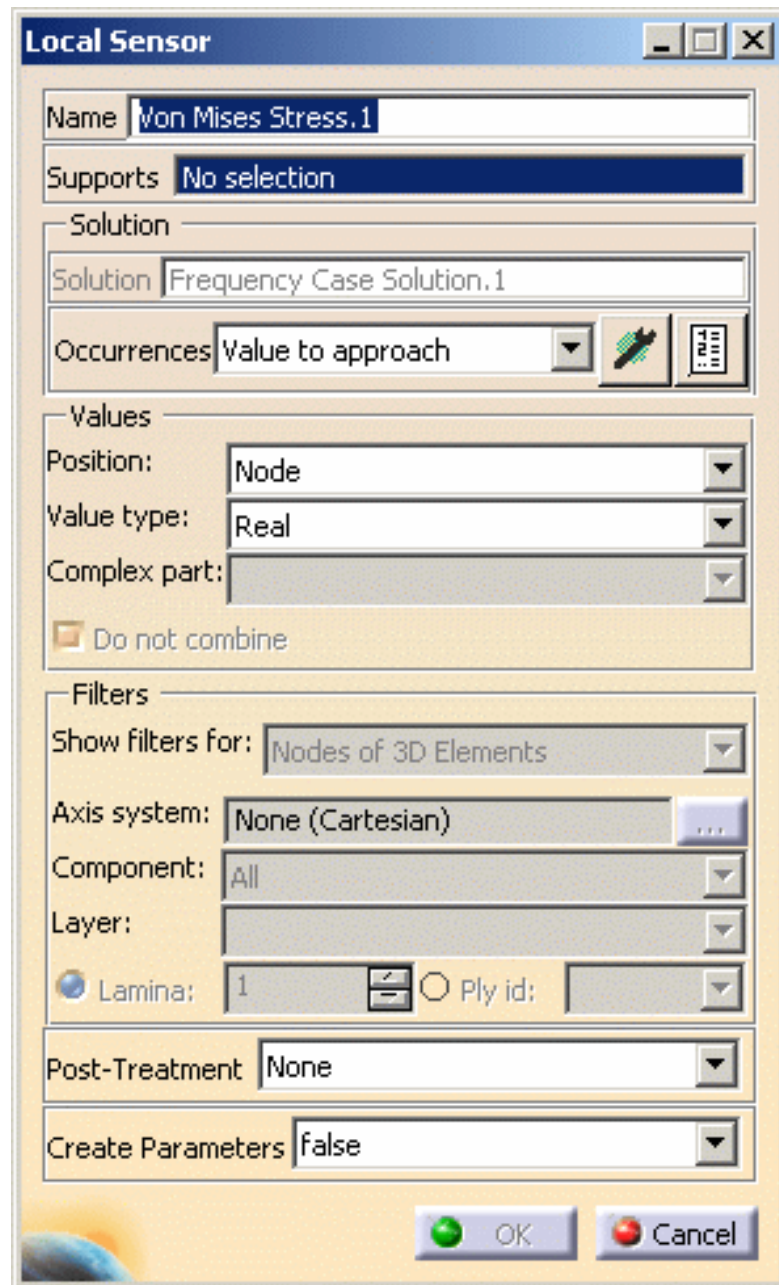 Local Sensor
Name Von Mises Stress.1
Supports No selection
Solution
Solution Frequency Case Solution.1
Occurrences Value to approach
Values
Position: Node
Value type: Real
Complex part:
Do not combine
Filters
Show filters for: Nodes of 3D Elements
Axis system: None (Cartesian) ...
Component: All
Layer:
Lamina: 1 Ply id:
Post-Treatment None
Create Parameters false
OK Cancel